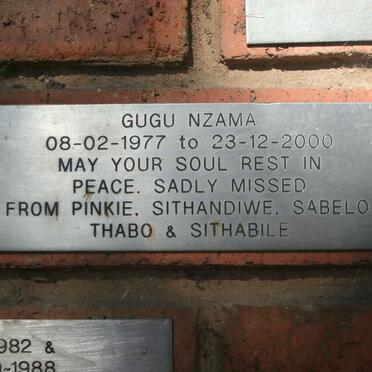 GUGU NZAMA
08-02-1977 to 23-12-2000
MAY YOUR SOUL REST IN
PEACE. SADLY MISSED
FROM PINKIE. SITHANDIWE. SABELO
THABO & SITHABILE
982 &
-1988